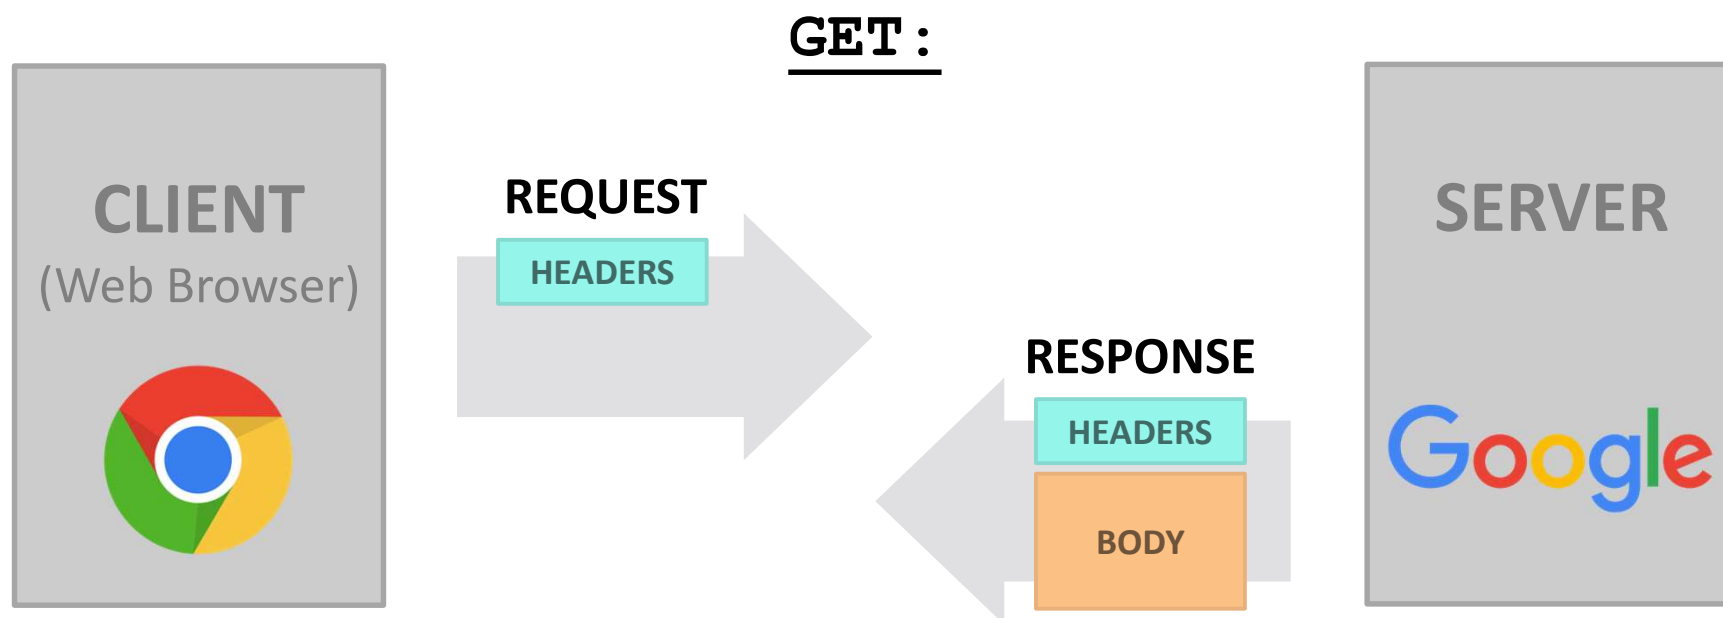 GET:
CLIENT
(Web Browser)
REQUEST
HEADERS
RESPONSE
HEADERS
BODY
SERVER
Google